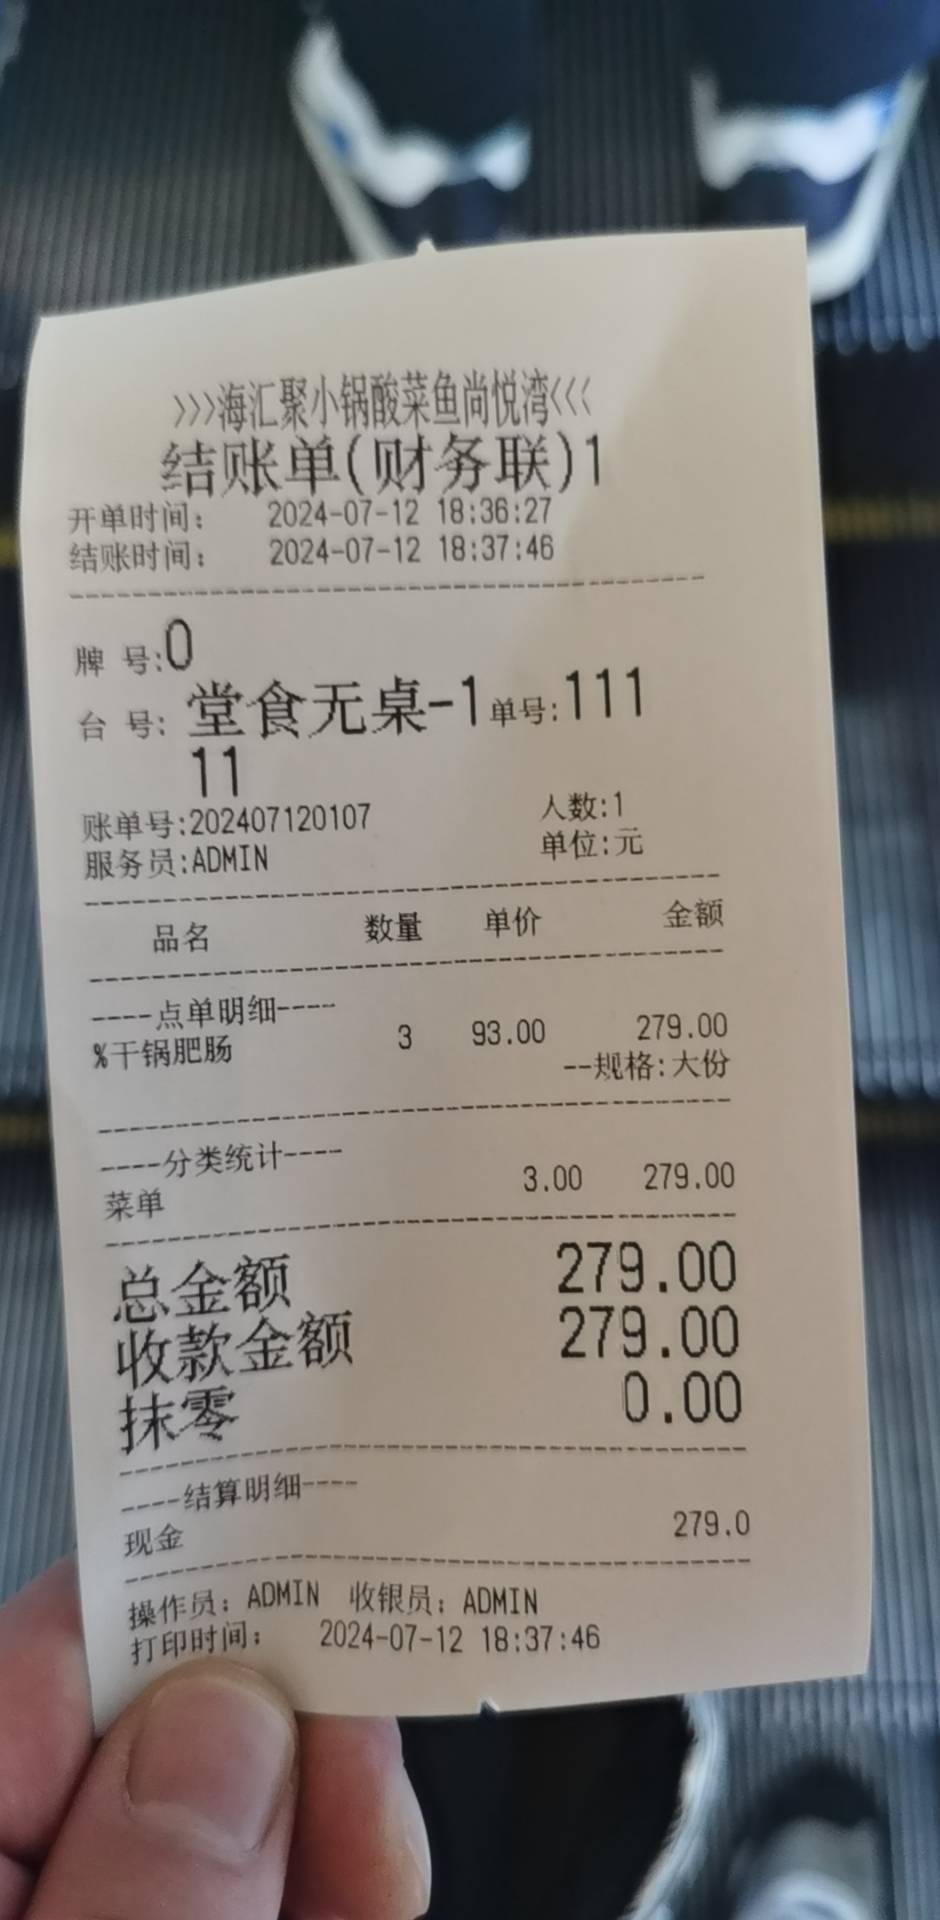 >>>海汇聚小锅酸菜鱼尚悦湾<<<
结账单(财务联)1
开单时间: 2024-07-12 18:36:27
结账时间: 2024-07-12 18:37:46
牌 号:0
台 号: 堂食无桌-1 单号:111
11
账单号:202407120107 人数:1
服务员:ADMIN 单位:元
品名 数量 单价 金额
----点单明细----
%干锅肥肠 3 93.00 279.00
--规格:大份
----分类统计----
菜单 3.00 279.00
总金额 279.00
收款金额 279.00
抹零 0.00
----结算明细----
现金 279.0
操作员: ADMIN 收银员: ADMIN
打印时间: 2024-07-12 18:37:46